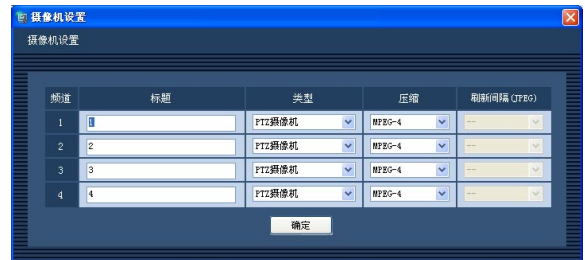 摄像机设置
摄像机设置
频道 标题 类型 压缩 刷新间隔(JPEG)
1 1 PTZ摄像机 MPEG-4 --
2 2 PTZ摄像机 MPEG-4 --
3 3 PTZ摄像机 MPEG-4 --
4 4 PTZ摄像机 MPEG-4 --
确定